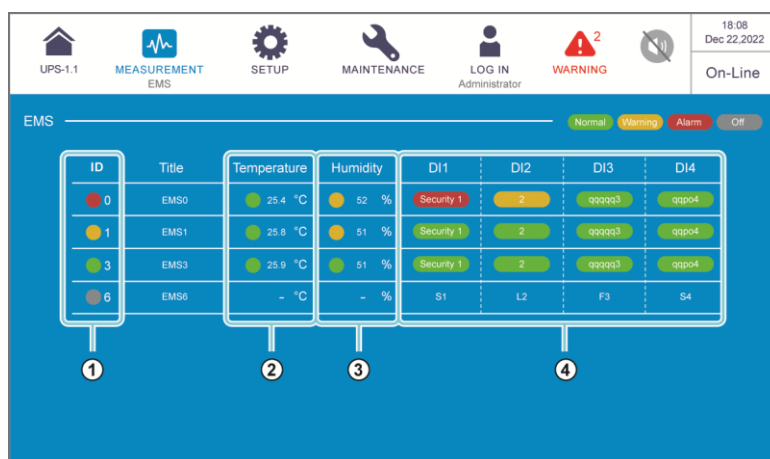 2
18:08
Dec 22,2022
UPS-1.1 MEASUREMENT SETUP MAINTENANCE LOG IN WARNING
EMS Administrator
On-Line
EMS Normal Warning Alarm Off
ID Title Temperature Humidity DI1 DI2 DI3 DI4
0 EMS0 25.4 °C 52 % Security 1 2 qqqqq3 qqpo4
1 EMS1 25.8 °C 51 % Security 1 2 qqqqq3 qqpo4
3 EMS3 25.9 °C 51 % Security 1 2 qqqqq3 qqpo4
6 EMS6 – °C – % S1 L2 F3 S4
1 2 3 4